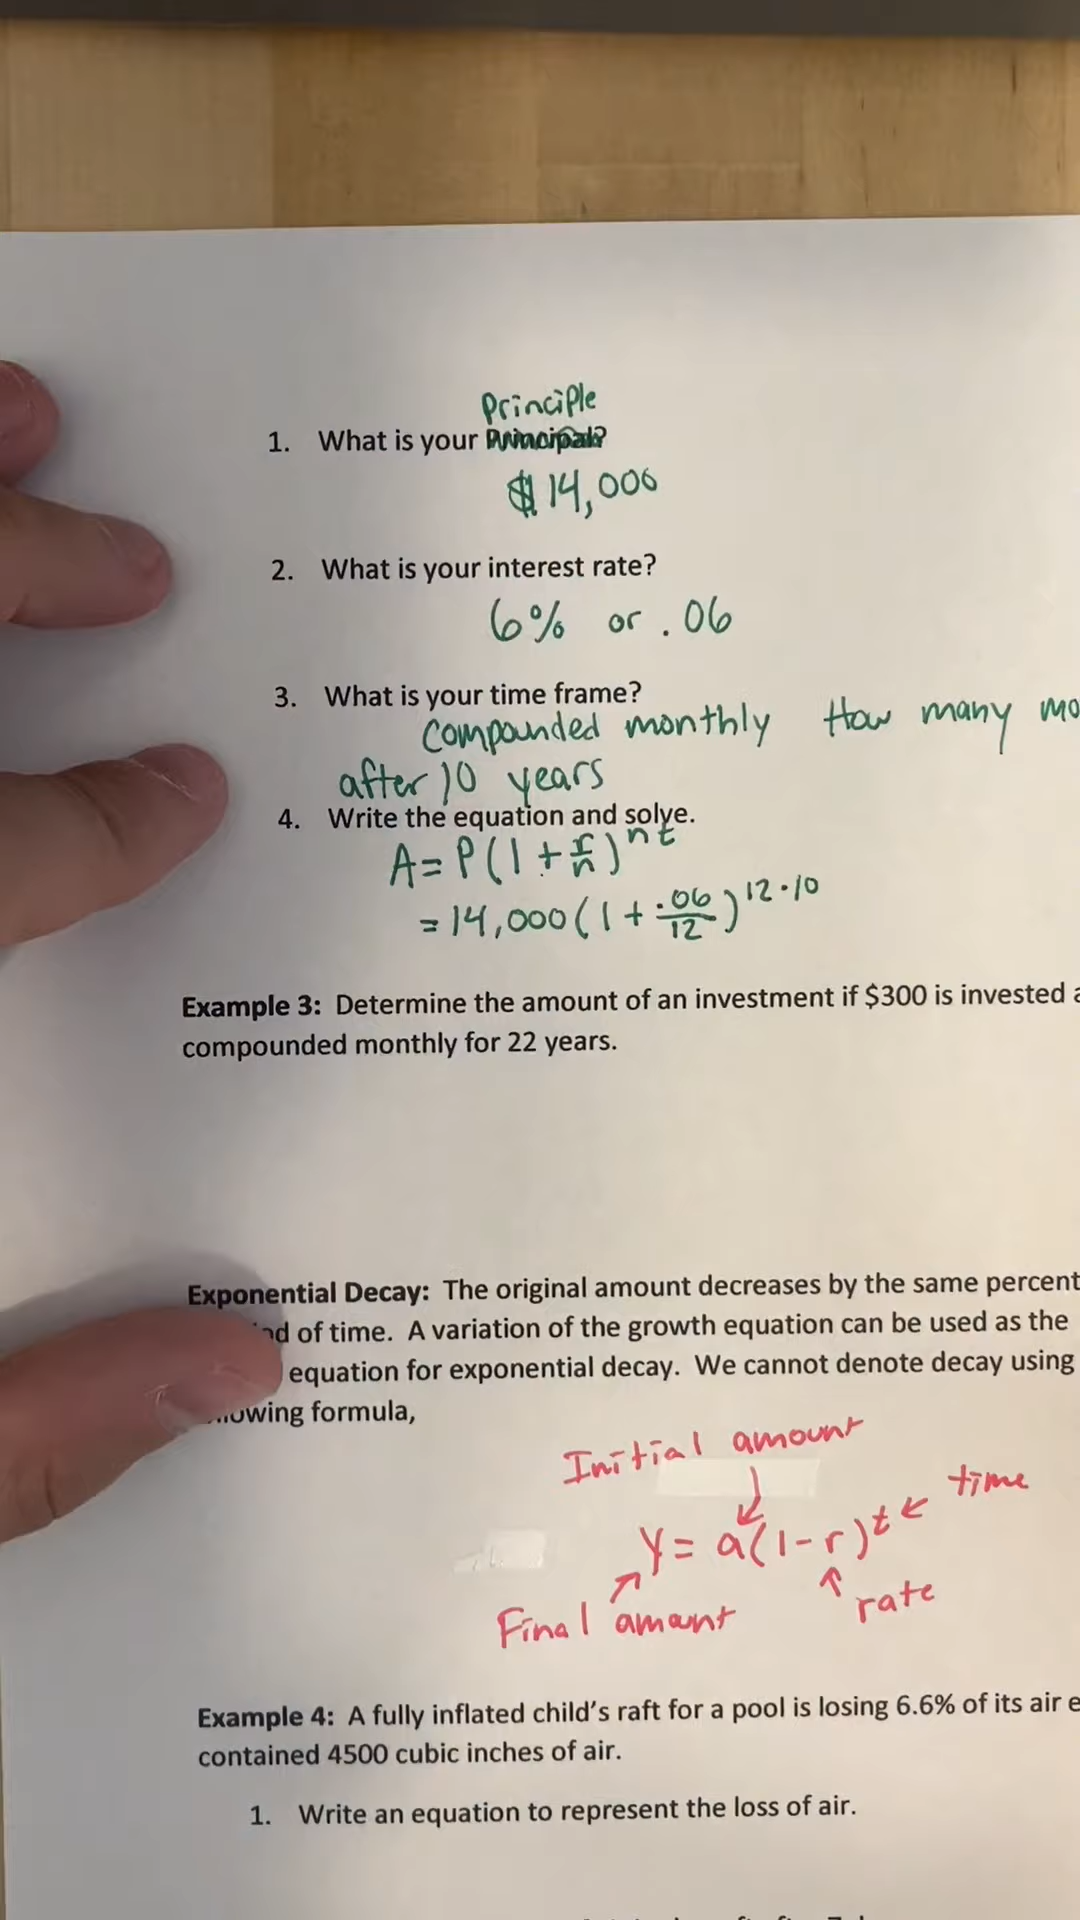 Principle
1. What is your Principal?
$14,000
2. What is your interest rate?
6% or .06
3. What is your time frame?
compounded monthly How many mo
after 10 years
4. Write the equation and solve.
A = P(1 + r/n)^nt
= 14,000(1 + .06/12)^12·10
Example 3: Determine the amount of an investment if $300 is invested a
compounded monthly for 22 years.
Exponential Decay: The original amount decreases by the same percent
of time. A variation of the growth equation can be used as the
equation for exponential decay. We cannot denote decay using
formula,
Initial amount
time
y = a(1-r)^t
rate
Final amount
Example 4: A fully inflated child's raft for a pool is losing 6.6% of its air e
contained 4500 cubic inches of air.
1. Write an equation to represent the loss of air.